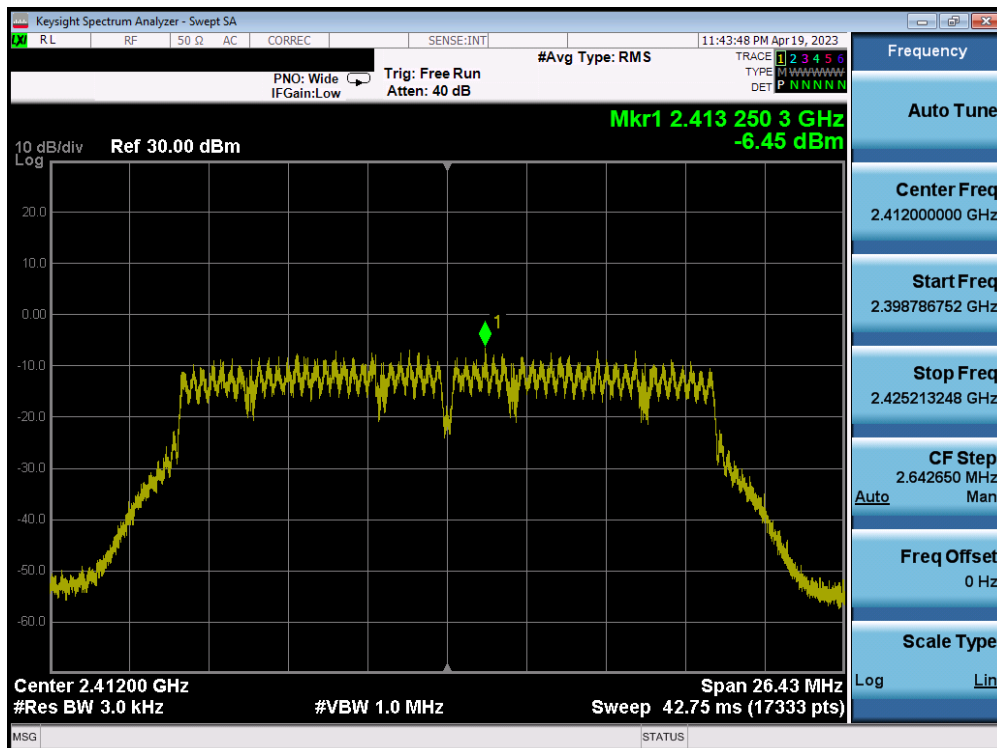 Keysight Spectrum Analyzer - Swept SA
LXI RL RF 50 Ω AC CORREC SENSE:INT 11:43:48 PM Apr 19, 2023
PNO: Wide
IFGain:Low
Trig: Free Run
Atten: 40 dB
#Avg Type: RMS
TRACE 1 2 3 4 5 6
TYPE M WWWWW
DET P N N N N N
Mkr1 2.413 250 3 GHz
-6.45 dBm
10 dB/div Ref 30.00 dBm
Log
20.0
10.0
0.00
-10.0
-20.0
-30.0
-40.0
-50.0
-60.0
1
Center 2.41200 GHz Span 26.43 MHz
#Res BW 3.0 kHz #VBW 1.0 MHz Sweep 42.75 ms (17333 pts)
MSG STATUS
Frequency
Auto Tune
Center Freq
2.412000000 GHz
Start Freq
2.398786752 GHz
Stop Freq
2.425213248 GHz
CF Step
2.642650 MHz
Auto Man
Freq Offset
0 Hz
Scale Type
Log Lin